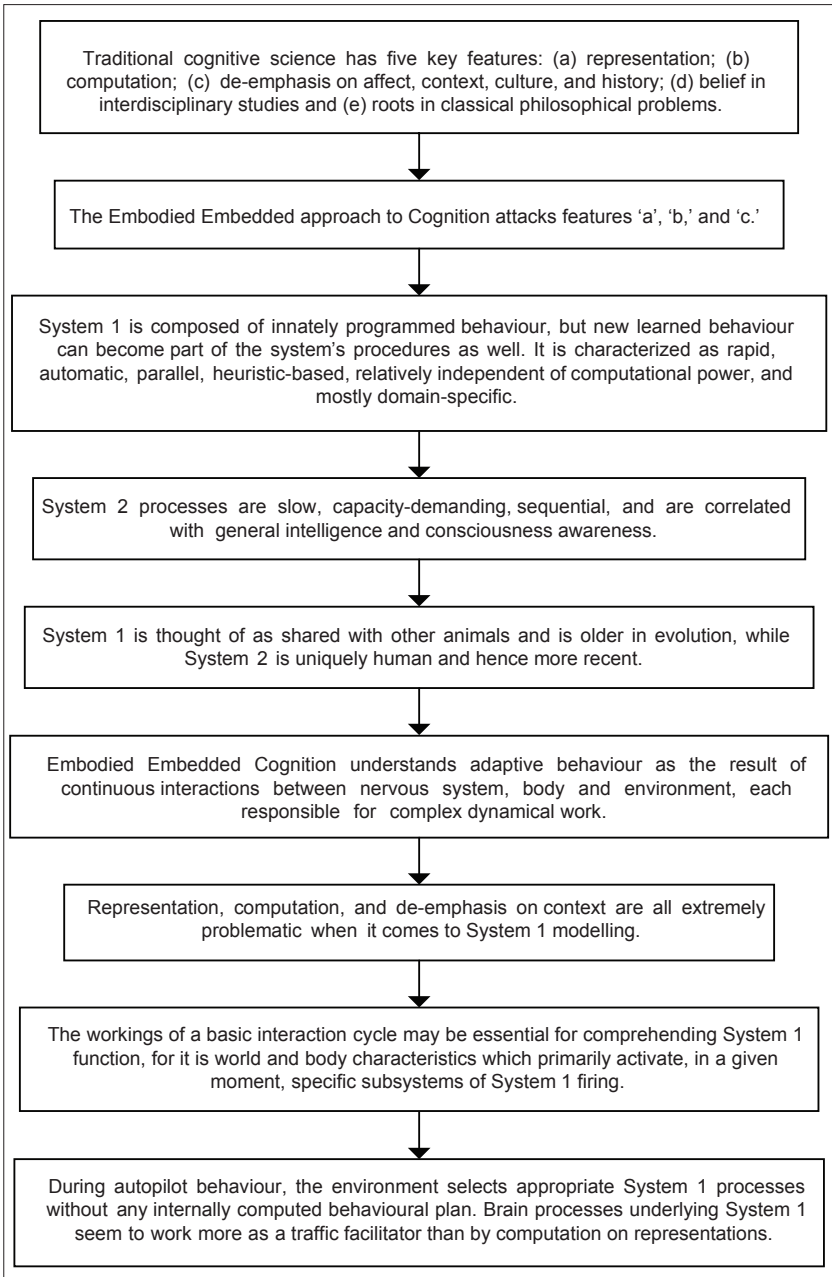 Traditional cognitive science has five key features: (a) representation; (b)
computation; (c) de-emphasis on affect, context, culture, and history; (d) belief in
interdisciplinary studies and (e) roots in classical philosophical problems.
The Embodied Embedded approach to Cognition attacks features ‘a’, ‘b,’ and ‘c.’
System 1 is composed of innately programmed behaviour, but new learned behaviour
can become part of the system’s procedures as well. It is characterized as rapid,
automatic, parallel, heuristic-based, relatively independent of computational power, and
mostly domain-specific.
System 2 processes are slow, capacity-demanding, sequential, and are correlated
with general intelligence and consciousness awareness.
System 1 is thought of as shared with other animals and is older in evolution, while
System 2 is uniquely human and hence more recent.
Embodied Embedded Cognition understands adaptive behaviour as the result of
continuous interactions between nervous system, body and environment, each
responsible for complex dynamical work.
Representation, computation, and de-emphasis on context are all extremely
problematic when it comes to System 1 modelling.
The workings of a basic interaction cycle may be essential for comprehending System 1
function, for it is world and body characteristics which primarily activate, in a given
moment, specific subsystems of System 1 firing.
During autopilot behaviour, the environment selects appropriate System 1 processes
without any internally computed behavioural plan. Brain processes underlying System 1
seem to work more as a traffic facilitator than by computation on representations.